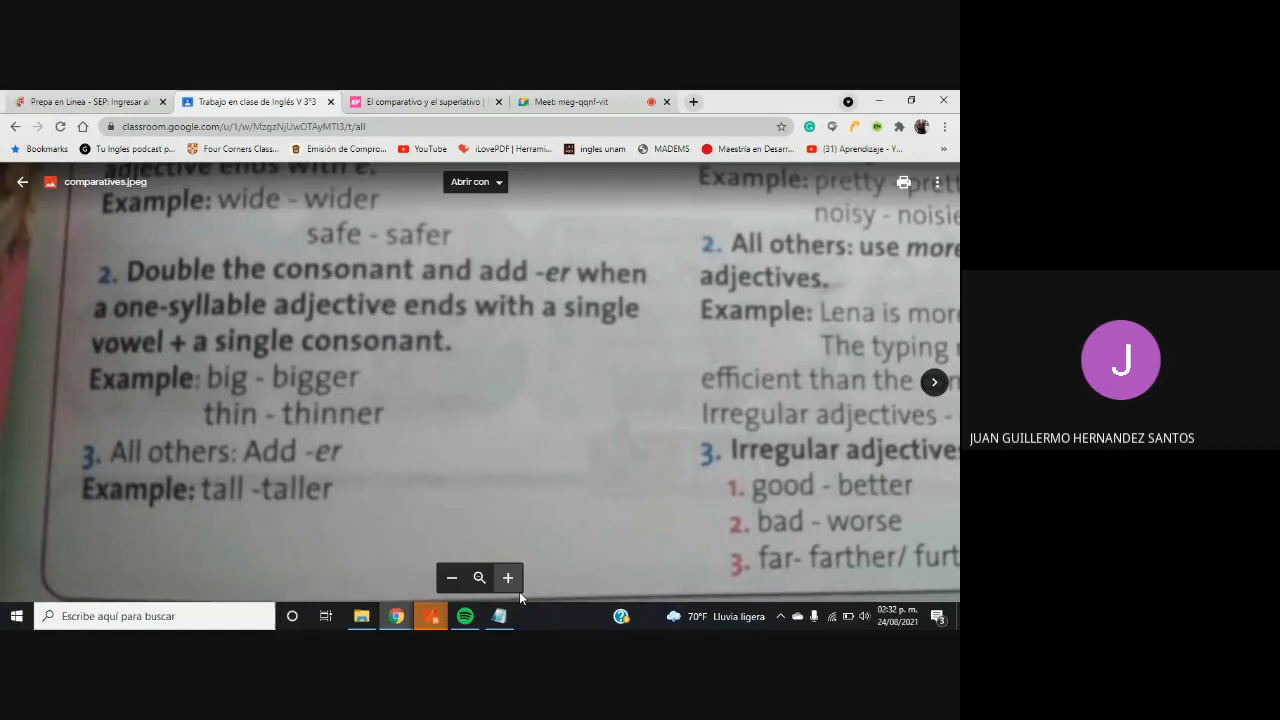 Prepa en Linea - SEP: Ingresar al
Trabajo en clase de Inglés V 3°3
El comparativo y el superlativo |
Meet: meg-qqnf-vit
classroom.google.com/u/1/w/MzgzNjUwOTAyMTI3/t/all
Bookmarks
Tu Ingles podcast p...
Four Corners Class...
Emisión de Compro...
YouTube
iLovePDF | Herrami...
ingles unam
MADEMS
Maestría en Desarr...
(31) Aprendizaje - Y...
comparatives.jpeg
Abrir con
adjective ends with e.
Example: wide - wider
safe - safer
2. Double the consonant and add -er when
a one-syllable adjective ends with a single
vowel + a single consonant.
Example: big - bigger
thin - thinner
3. All others: Add -er
Example: tall -taller
Example: pretty - prett
noisy - noisie
2. All others: use more
adjectives.
Example: Lena is more
The typing
efficient than the
Irregular adjectives -
3. Irregular adjectives
1. good - better
2. bad - worse
3. far- farther/ furt
JUAN GUILLERMO HERNANDEZ SANTOS
J
Escribe aquí para buscar
70°F Lluvia ligera
02:32 p. m.
24/08/2021
3